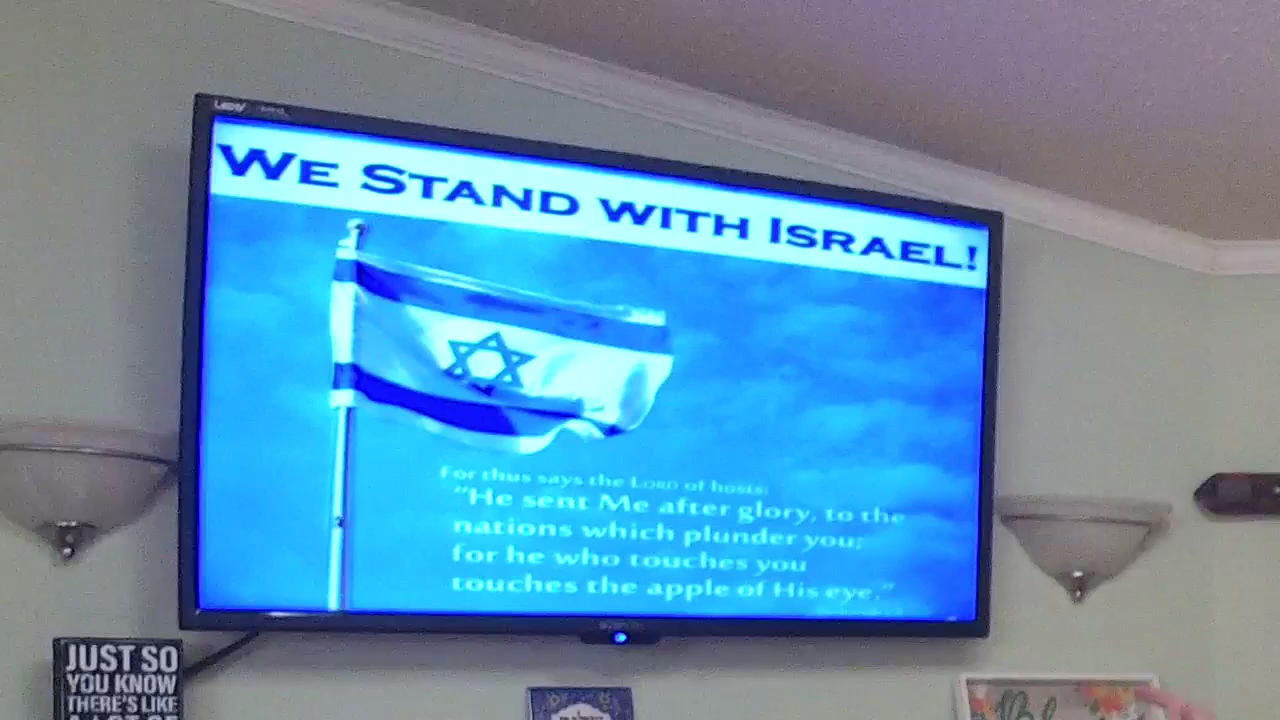 WE STAND WITH ISRAEL!
For thus says the LORD of hosts:
"He sent Me after glory, to the
nations which plunder you;
for he who touches you
touches the apple of His eye."
JUST SO
YOU KNOW
THERE'S LIKE
A LOT OF